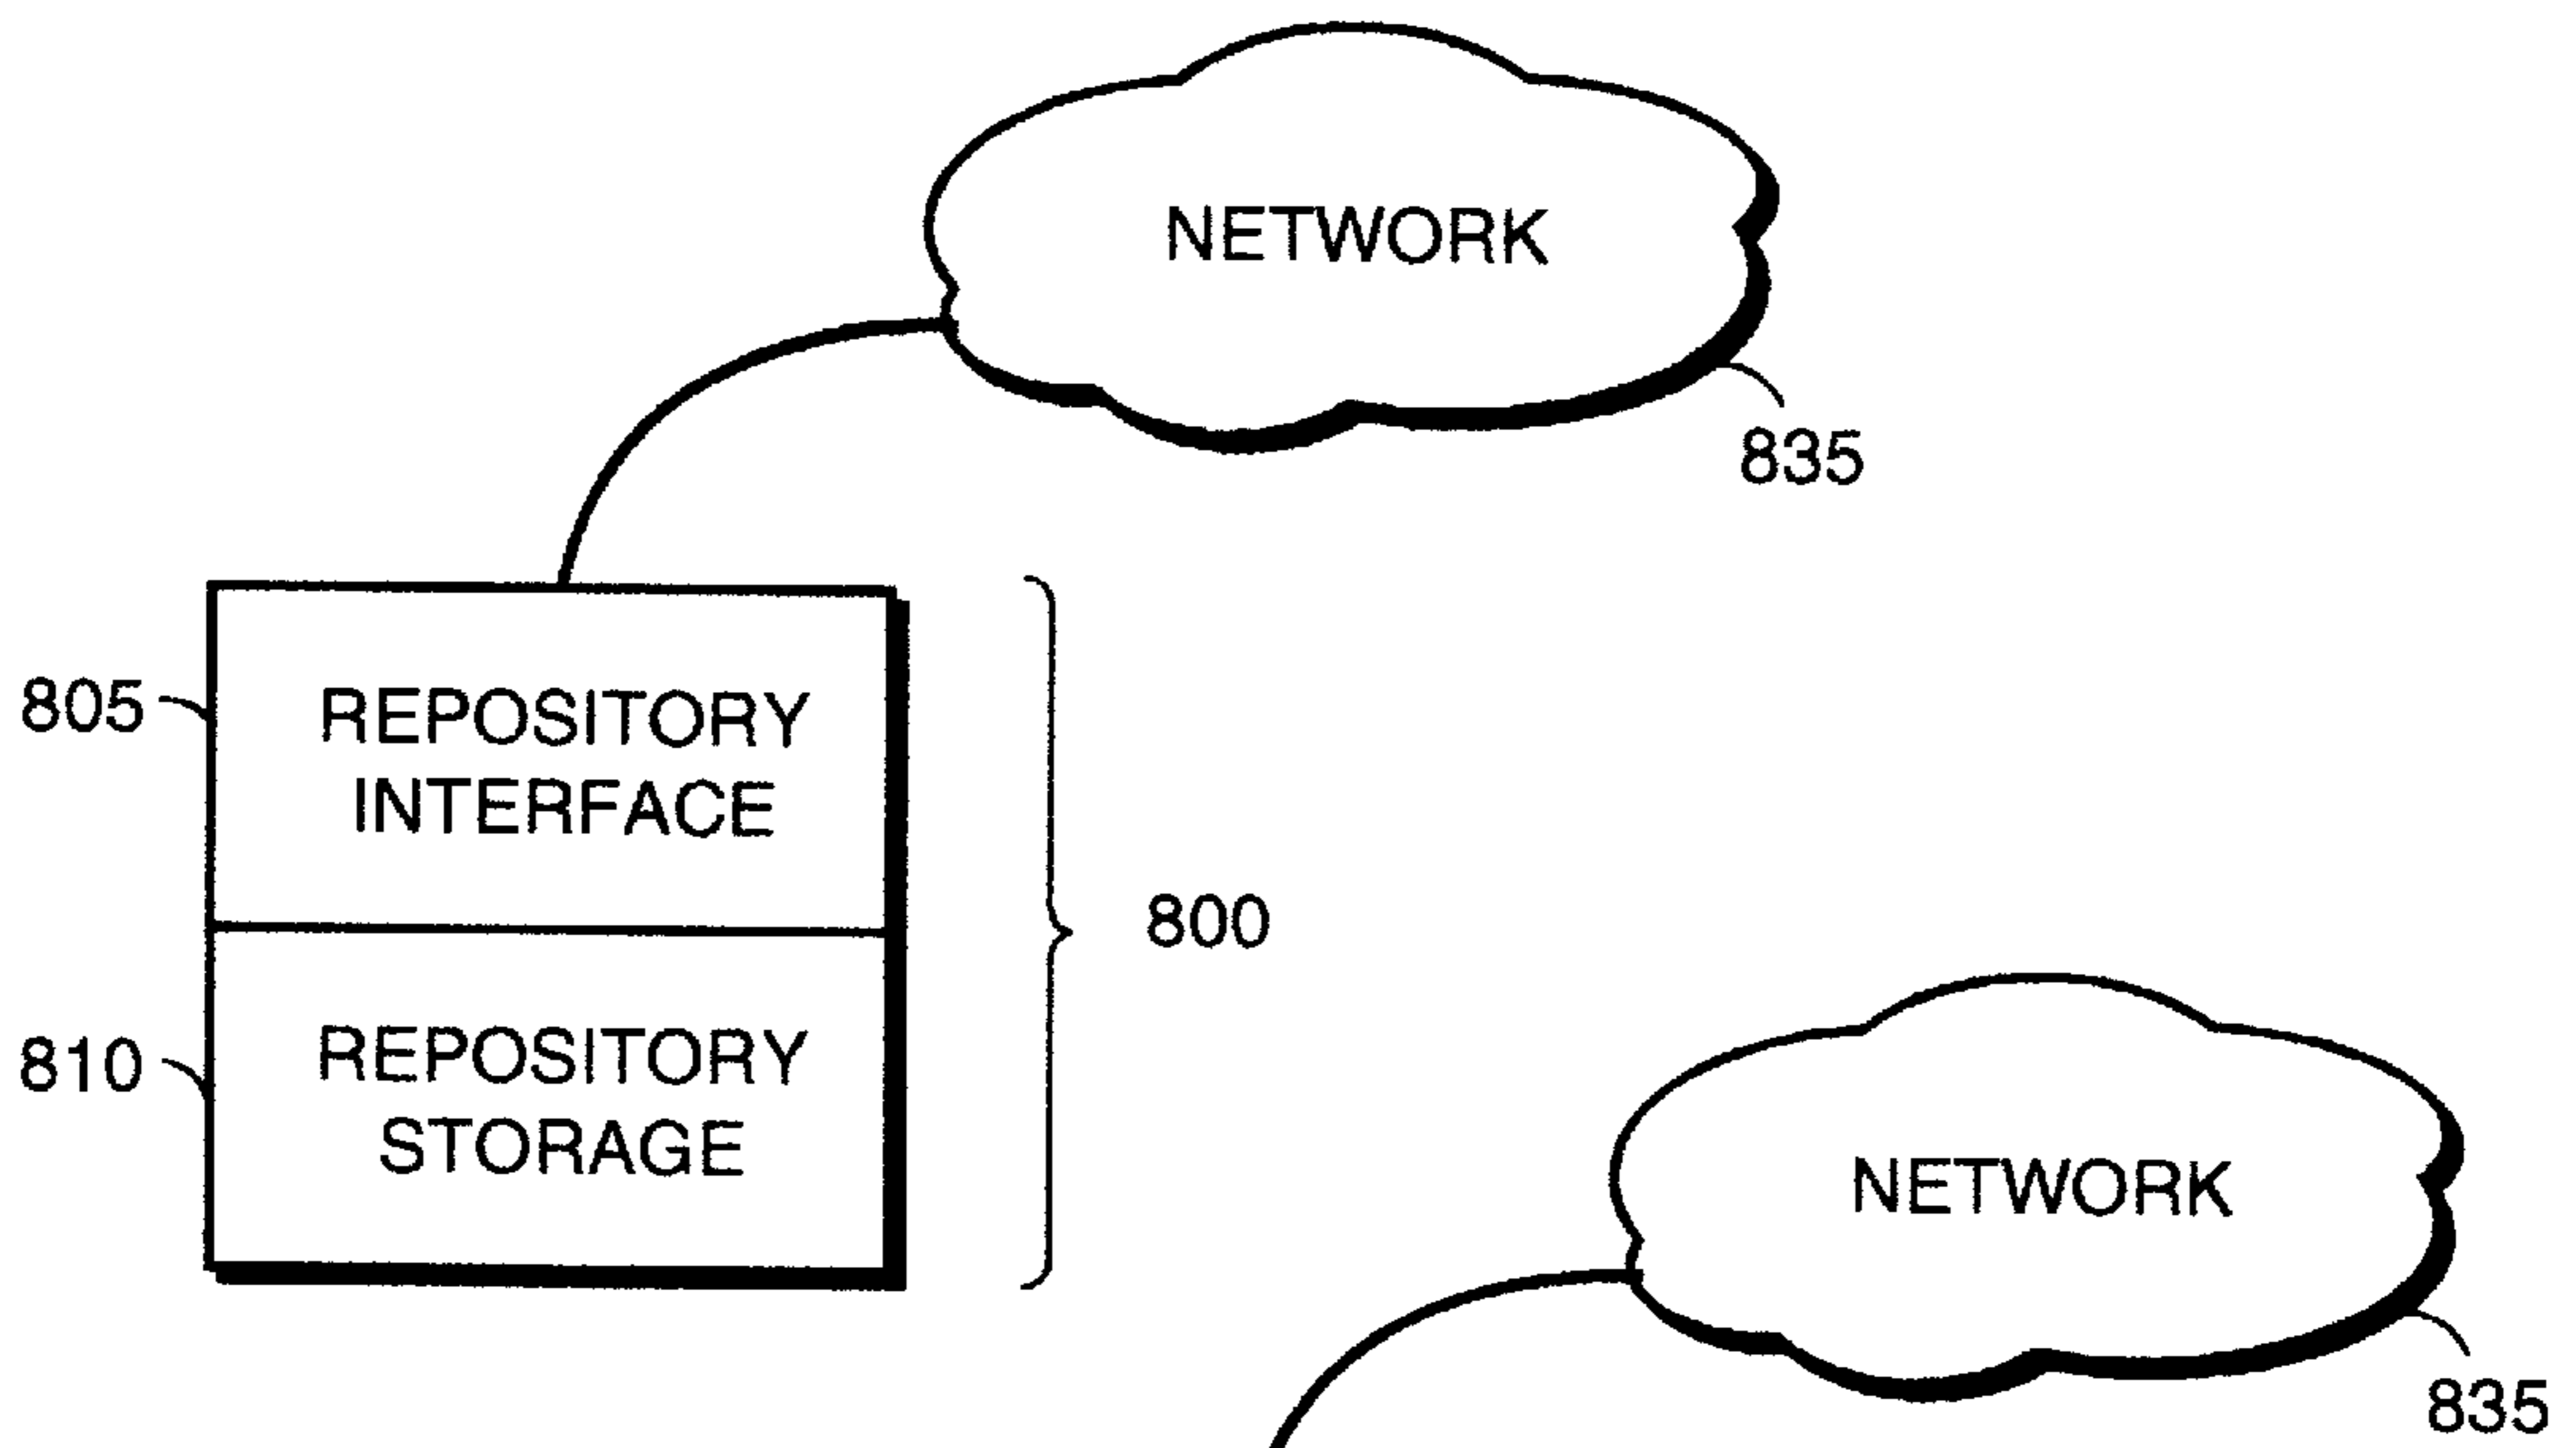 NETWORK
835
805
REPOSITORY
INTERFACE
800
810
REPOSITORY
STORAGE
NETWORK
835